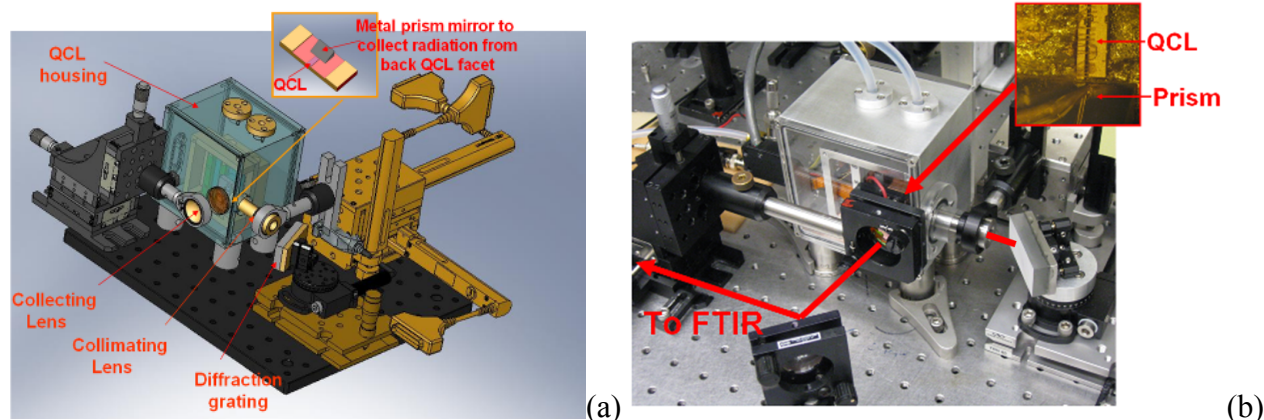 QCL
housing
Metal prism mirror to
collect radiation from
back QCL facet
QCL
Collecting
Lens
Collimating
Lens
Diffraction
grating
(a)
QCL
Prism
To FTIR
(b)